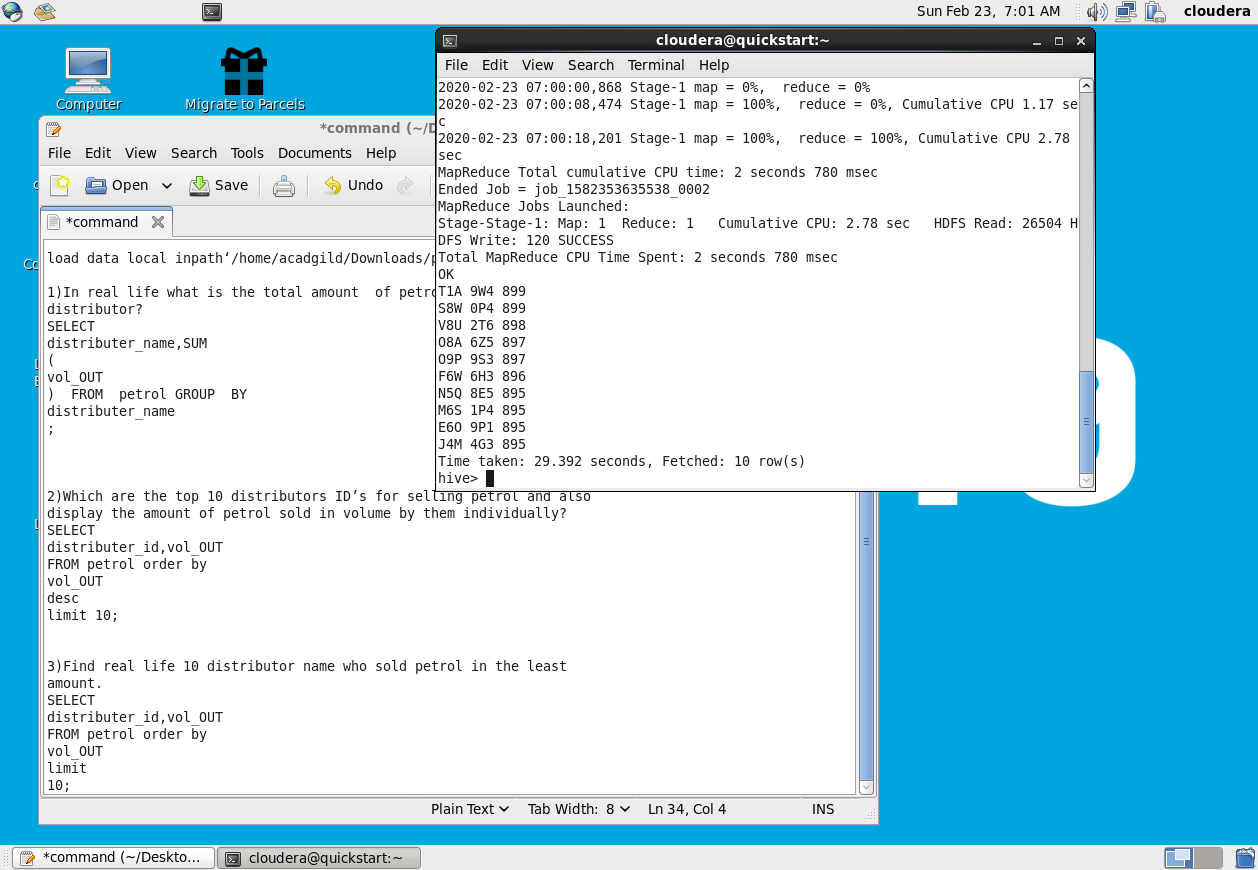 Sun Feb 23, 7:01 AM
cloudera
Computer
Migrate to Parcels
*command (~/D
File Edit View Search Tools Documents Help
Open Save Undo
*command
load data local inpath‘/home/acadgild/Downloads/p
1)In real life what is the total amount  of petro
distributor?
SELECT
distributer_name,SUM
(
vol_OUT
)  FROM  petrol GROUP  BY
distributer_name
;
2)Which are the top 10 distributors ID’s for selling petrol and also
display the amount of petrol sold in volume by them individually?
SELECT
distributer_id,vol_OUT
FROM petrol order by
vol_OUT
desc
limit 10;
3)Find real life 10 distributor name who sold petrol in the least
amount.
SELECT
distributer_id,vol_OUT
FROM petrol order by
vol_OUT
limit
10;
Plain Text Tab Width: 8 Ln 34, Col 4 INS
cloudera@quickstart:~
File Edit View Search Terminal Help
2020-02-23 07:00:00,868 Stage-1 map = 0%,  reduce = 0%
2020-02-23 07:00:08,474 Stage-1 map = 100%,  reduce = 0%, Cumulative CPU 1.17 se
c
2020-02-23 07:00:18,201 Stage-1 map = 100%,  reduce = 100%, Cumulative CPU 2.78
sec
MapReduce Total cumulative CPU time: 2 seconds 780 msec
Ended Job = job_1582353635538_0002
MapReduce Jobs Launched:
Stage-Stage-1: Map: 1  Reduce: 1   Cumulative CPU: 2.78 sec   HDFS Read: 26504 H
DFS Write: 120 SUCCESS
Total MapReduce CPU Time Spent: 2 seconds 780 msec
OK
T1A 9W4 899
S8W 0P4 899
V8U 2T6 898
O8A 6Z5 897
O9P 9S3 897
F6W 6H3 896
N5Q 8E5 895
M6S 1P4 895
E6O 9P1 895
J4M 4G3 895
Time taken: 29.392 seconds, Fetched: 10 row(s)
hive>
*command (~/Deskto...
cloudera@quickstart:~